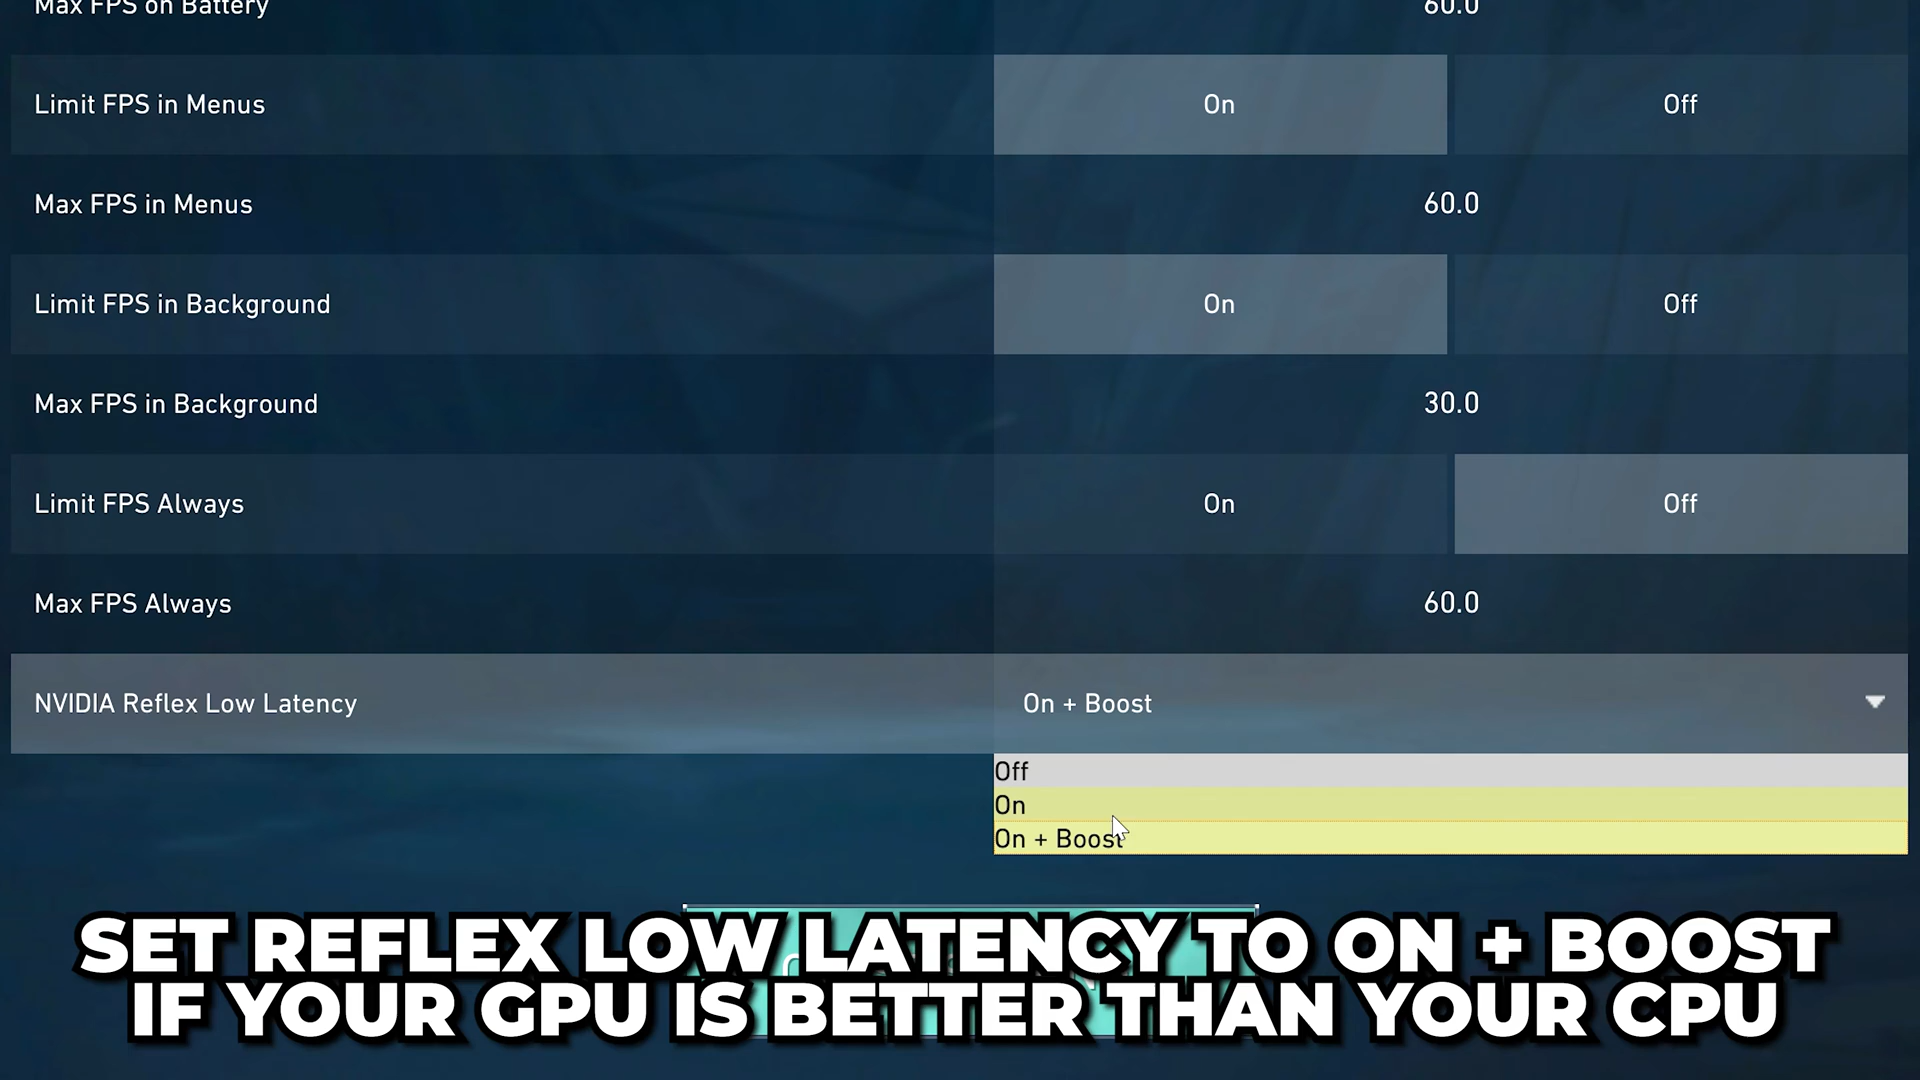 Max FPS on Battery 60.0
Limit FPS in Menus On Off
Max FPS in Menus 60.0
Limit FPS in Background On Off
Max FPS in Background 30.0
Limit FPS Always On Off
Max FPS Always 60.0
NVIDIA Reflex Low Latency On + Boost
Off
On
On + Boost
SET REFLEX LOW LATENCY TO ON + BOOST
IF YOUR GPU IS BETTER THAN YOUR CPU